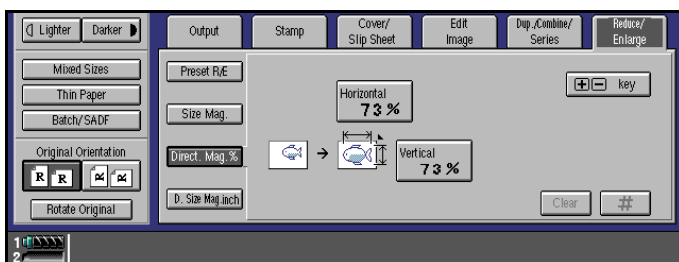 Lighter
Darker
Output
Stamp
Cover/
Slip Sheet
Edit
Image
Dup./Combine/
Series
Reduce/
Enlarge
Mixed Sizes
Thin Paper
Batch/SADF
Original Orientation
R R
R R
Rotate Original
Preset R/E
Size Mag.
Direct. Mag.%
D. Size Mag.inch
Horizontal
73%
Vertical
73%
key
Clear
#
1
2